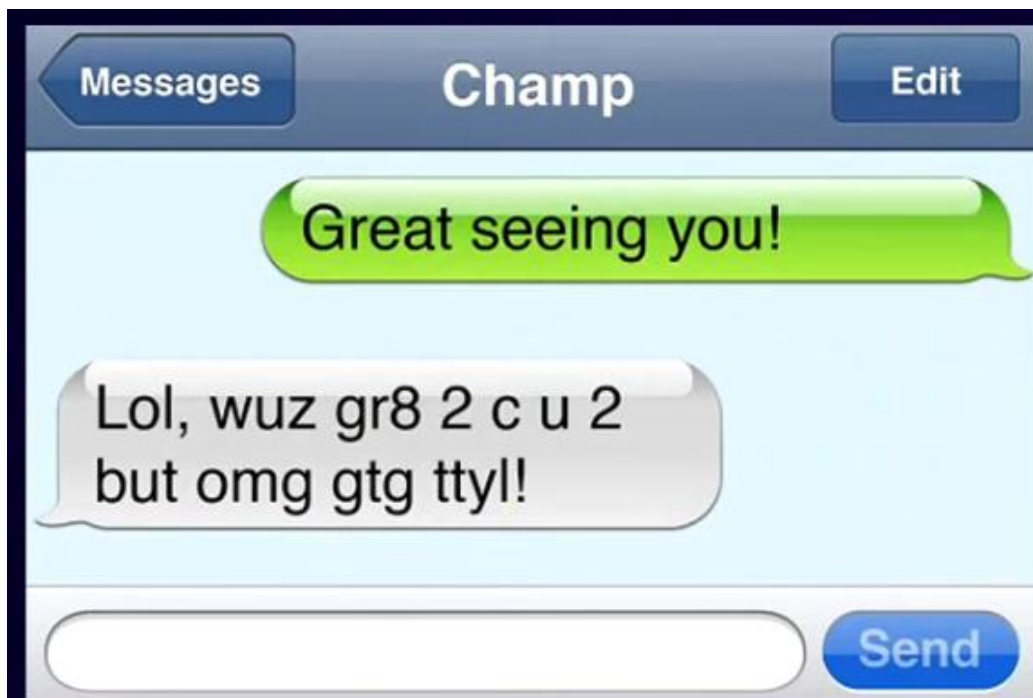 Messages Champ Edit
Great seeing you!
Lol, wuz gr8 2 c u 2
but omg gtg ttyl!
Send